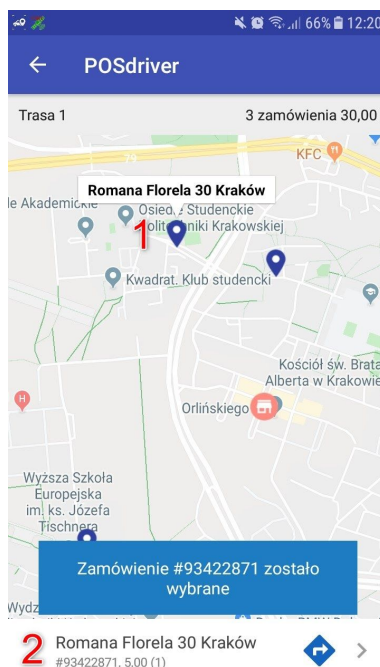 66% 12:20
POSdriver
Trasa 1 3 zamówienia 30,00
79
KFC
Romana Florela 30 Kraków
le Akademickie
Osiedle Studenckie
Politechniki Krakowskiej
1
Kwadrat. Klub studencki
Kościół św. Brata
Alberta w Krakowie
H
Orlińskiego
Wyższa Szkoła
Europejska
im. ks. Józefa
Tischnera
Zamówienie #93422871 zostało
wybrane
Wydz
2 Romana Florela 30 Kraków
#93422871, 5.00 (1)